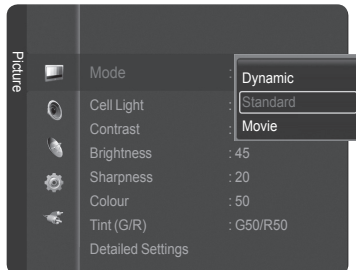 Picture
Mode : Dynamic
Standard
Cell Light :
Contrast : Movie
Brightness : 45
Sharpness : 20
Colour : 50
Tint (G/R) : G50/R50
Detailed Settings